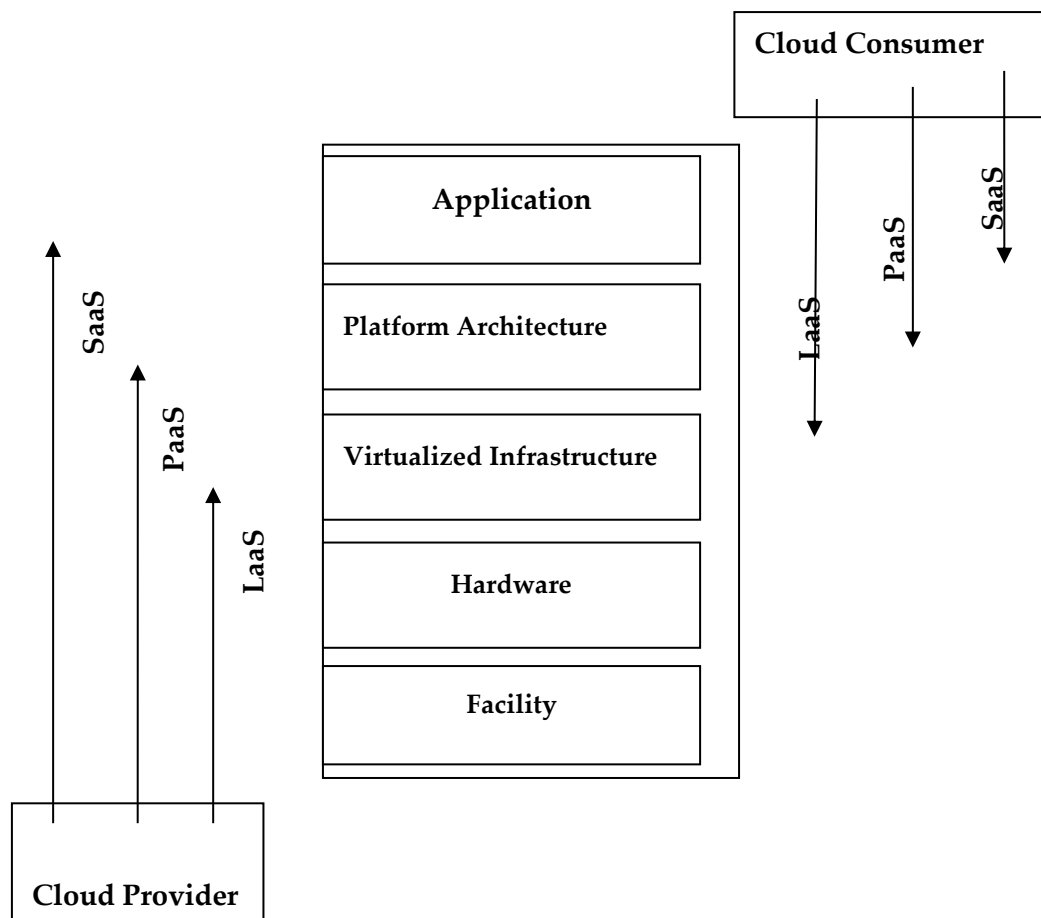 Cloud Consumer
SaaS
PaaS
LaaS
Application
Platform Architecture
Virtualized Infrastructure
Hardware
Facility
SaaS
PaaS
LaaS
Cloud Provider